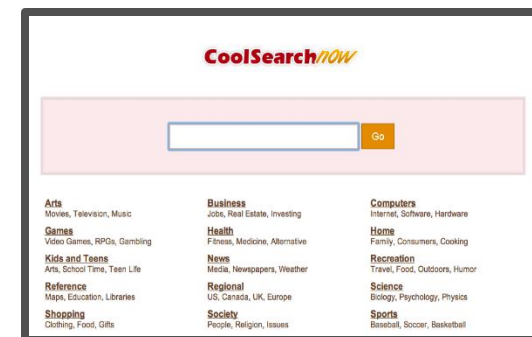 CoolSearchnow
Go
Arts
Movies, Television, Music
Business
Jobs, Real Estate, Investing
Computers
Internet, Software, Hardware
Games
Video Games, RPGs, Gambling
Health
Fitness, Medicine, Alternative
Home
Family, Consumers, Cooking
Kids and Teens
Arts, School Time, Teen Life
News
Media, Newspapers, Weather
Recreation
Travel, Food, Outdoors, Humor
Reference
Maps, Education, Libraries
Regional
US, Canada, UK, Europe
Science
Biology, Psychology, Physics
Shopping
Clothing, Food, Gifts
Society
People, Religion, Issues
Sports
Baseball, Soccer, Basketball